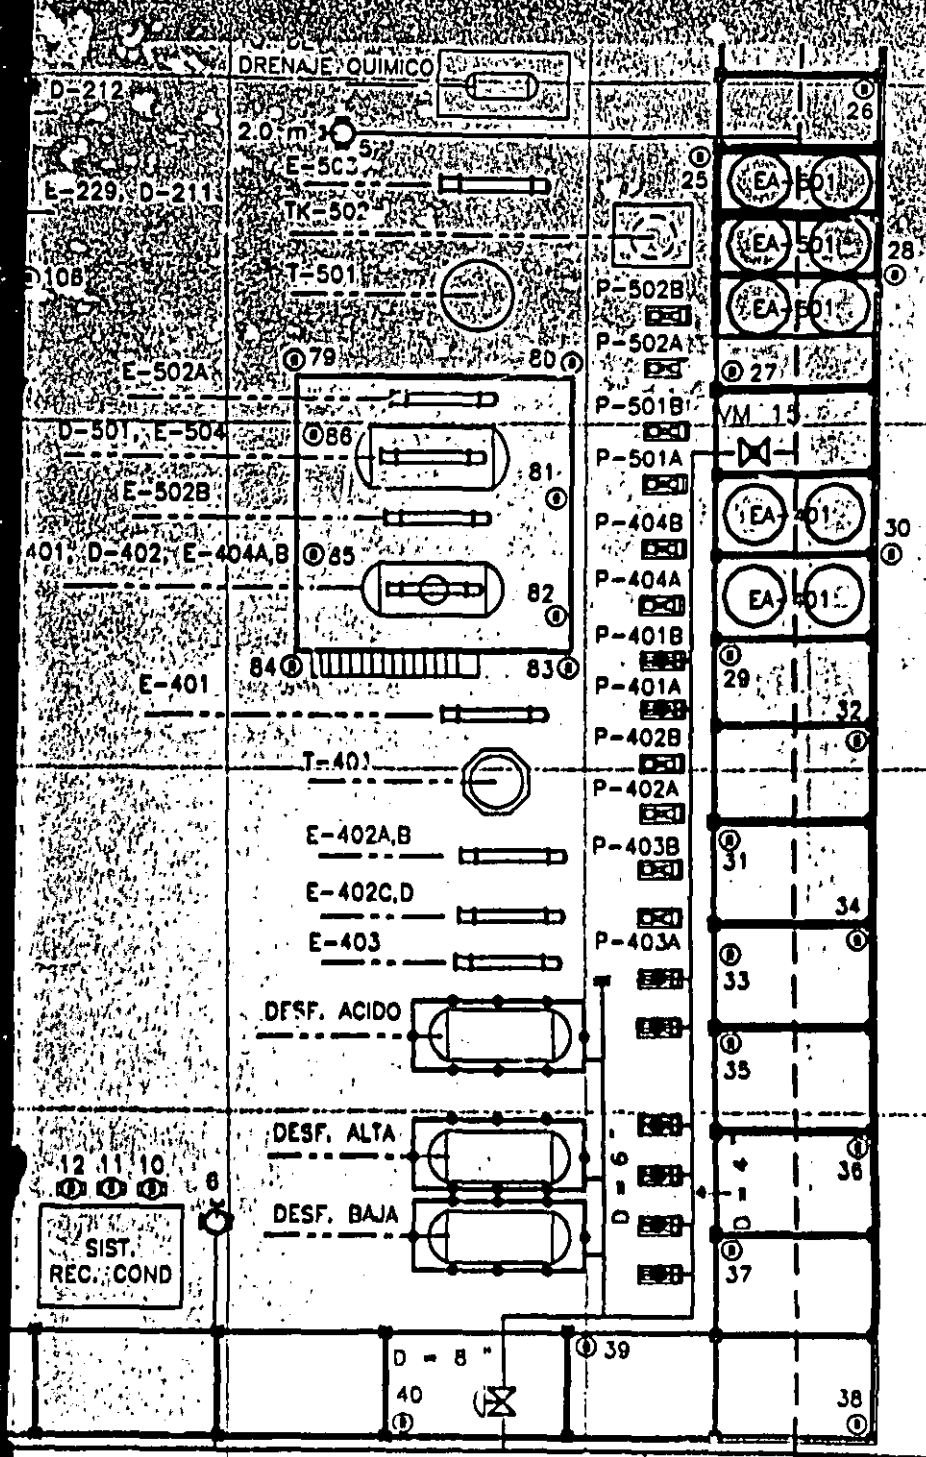 DRENAJE QUIMICO
D-212
26
2.0 m
5
E-503
25
EA-501
E-229, D-211
TK-502
EA-501
28
108
T-501
P-502B
EA-501
P-502A
79
80
27
E-502A
P-501B
VM 15
D-501, E-504
86
P-501A
81
E-502B
P-404B
EA-401
30
401, D-402, E-404A,B
85
P-404A
82
EA-401
P-401B
84
83
29
E-401
P-401A
32
P-402B
T-401
P-402A
E-402A,B
P-403B
31
E-402C,D
34
E-403
P-403A
33
DESF. ACIDO
35
DESF. ALTA
D = 6"
D = 4"
36
12 11 10
6
DESF. BAJA
SIST.
REC. COND
37
D = 8 "
39
40
38